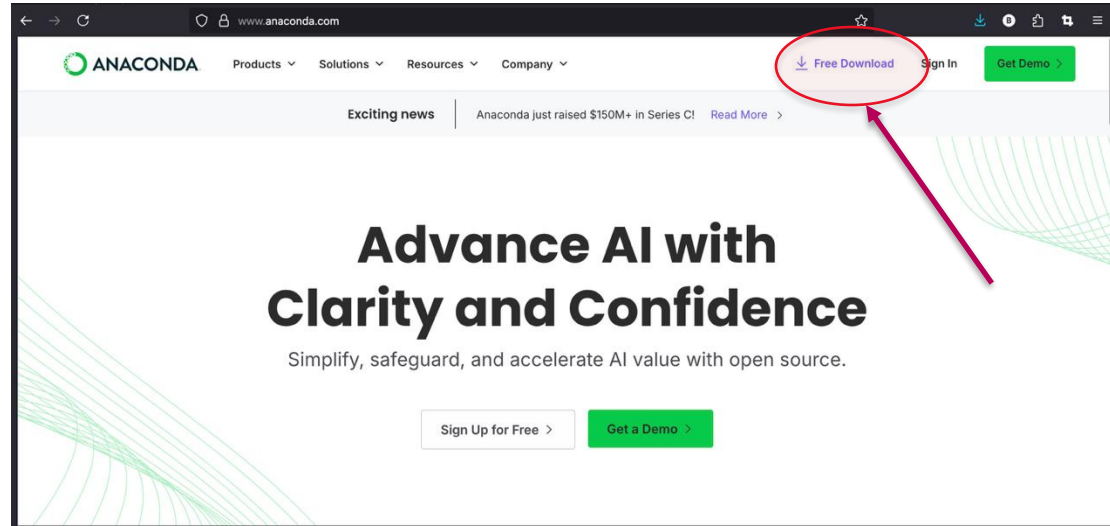 www.anaconda.com
ANACONDA. Products Solutions Resources Company Free Download Sign In Get Demo >
Exciting news Anaconda just raised $150M+ in Series C! Read More >
Advance AI with
Clarity and Confidence
Simplify, safeguard, and accelerate AI value with open source.
Sign Up for Free > Get a Demo >